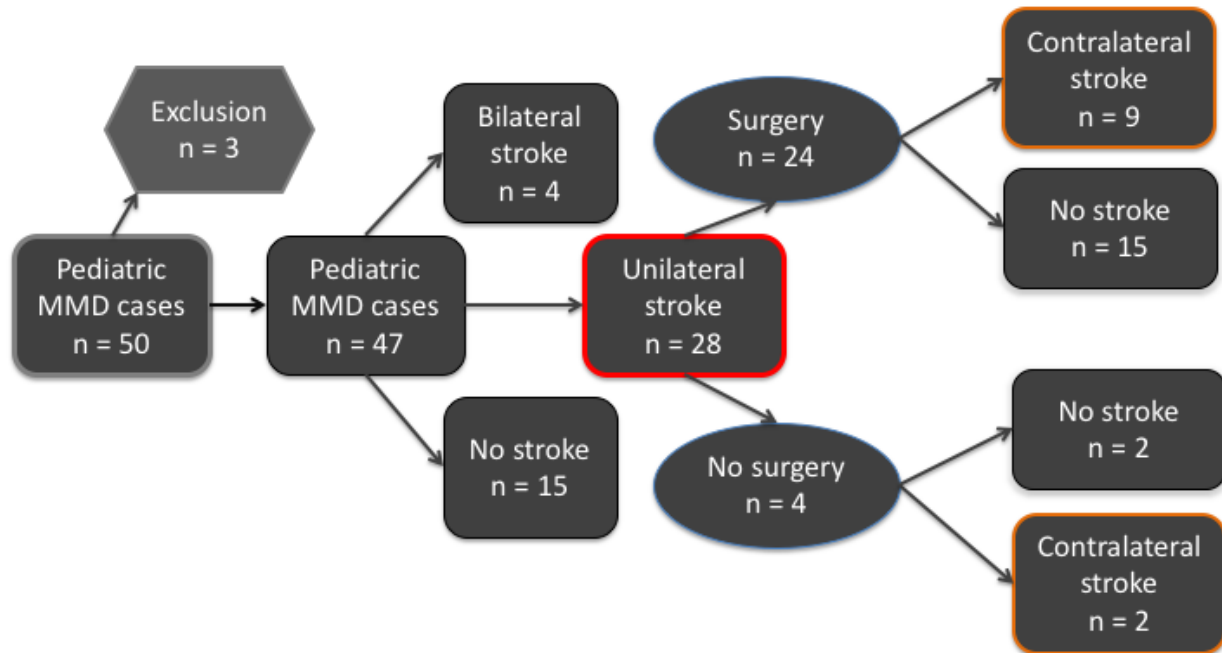 Exclusion
n = 3
Pediatric
MMD cases
n = 50
Pediatric
MMD cases
n = 47
Bilateral
stroke
n = 4
No stroke
n = 15
Unilateral
stroke
n = 28
Surgery
n = 24
No surgery
n = 4
Contralateral
stroke
n = 9
No stroke
n = 15
No stroke
n = 2
Contralateral
stroke
n = 2